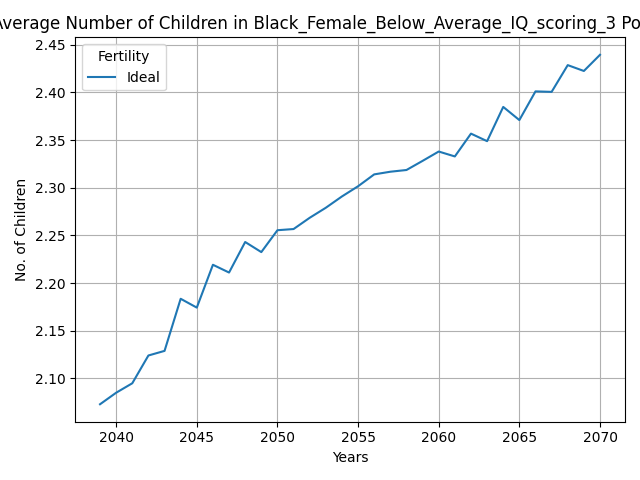 Average Number of Children in Black_Female_Below_Average_IQ_scoring_3 Po
Fertility
Ideal
2.45
2.40
2.35
2.30
2.25
2.20
2.15
2.10
No. of Children
2040 2045 2050 2055 2060 2065 2070
Years